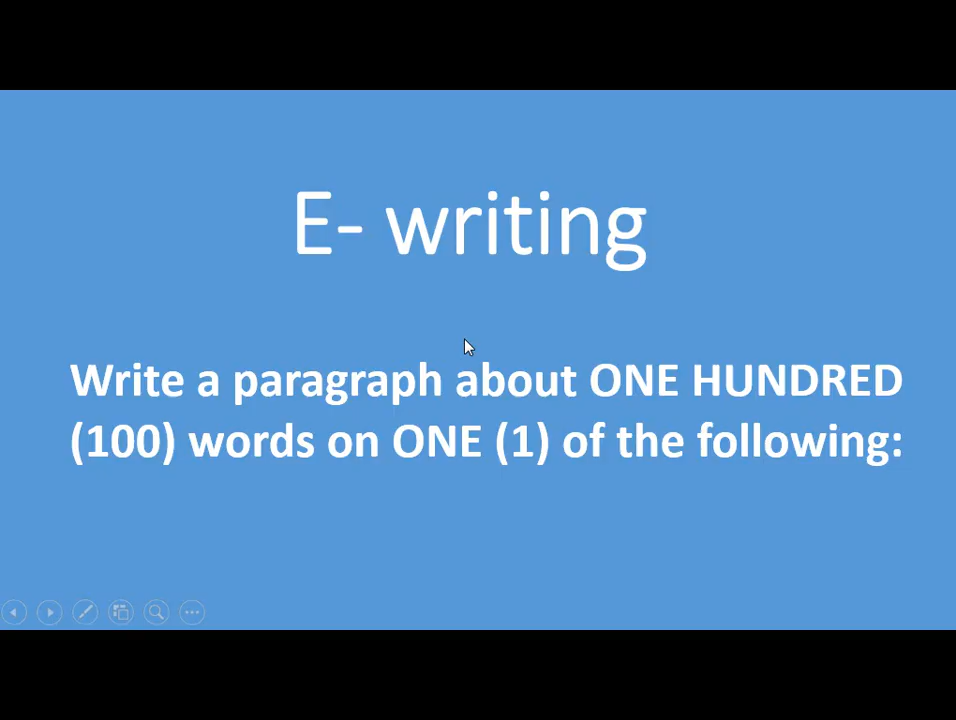 E- writing
Write a paragraph about ONE HUNDRED
(100) words on ONE (1) of the following: